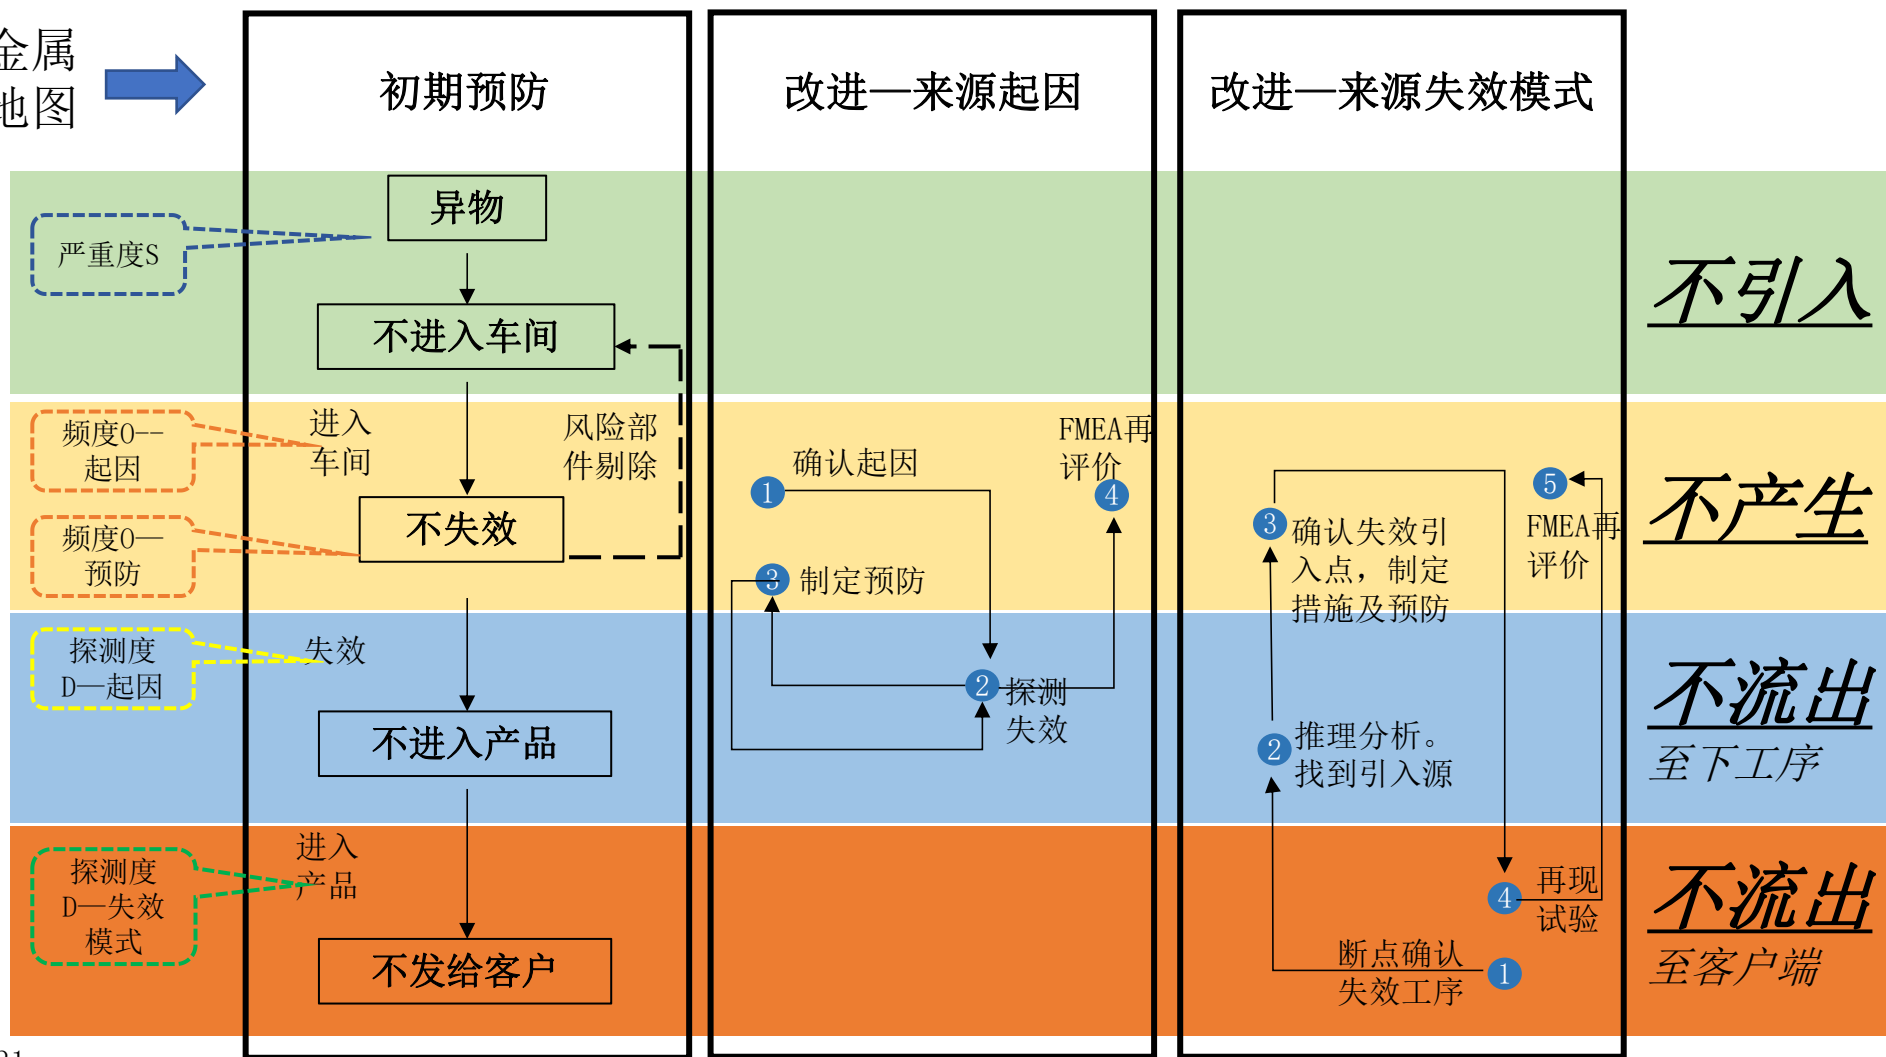 金属
地图
初期预防
改进—来源起因
改进—来源失效模式
异物
严重度S
不进入车间
不引入
频度O--
起因
进入
车间
风险部
件剔除
不失效
频度O—
预防
确认起因
1
FMEA再
评价
4
3
制定预防
3
确认失效引
入点，制定
措施及预防
5
FMEA再
评价
不产生
探测度
D—起因
失效
不进入产品
2
探测
失效
2
推理分析。
找到引入源
不流出
至下工序
探测度
D—失效
模式
进入
产品
不发给客户
4
再现
试验
断点确认
失效工序
1
不流出
至客户端